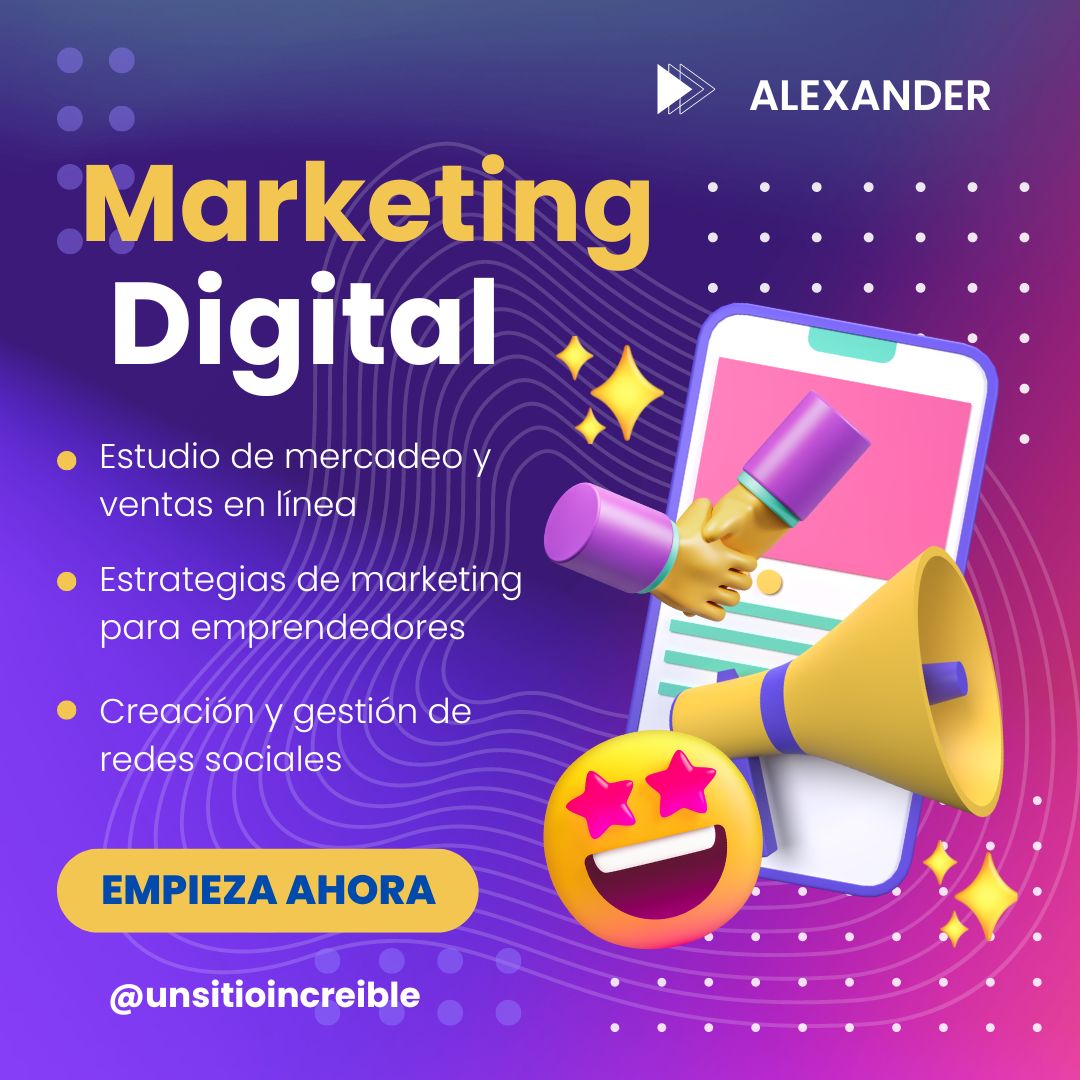 ALEXANDER
Marketing
Digital
Estudio de mercadeo y
ventas en línea
Estrategias de marketing
para emprendedores
Creación y gestión de
redes sociales
EMPIEZA AHORA
@unsitioincreible